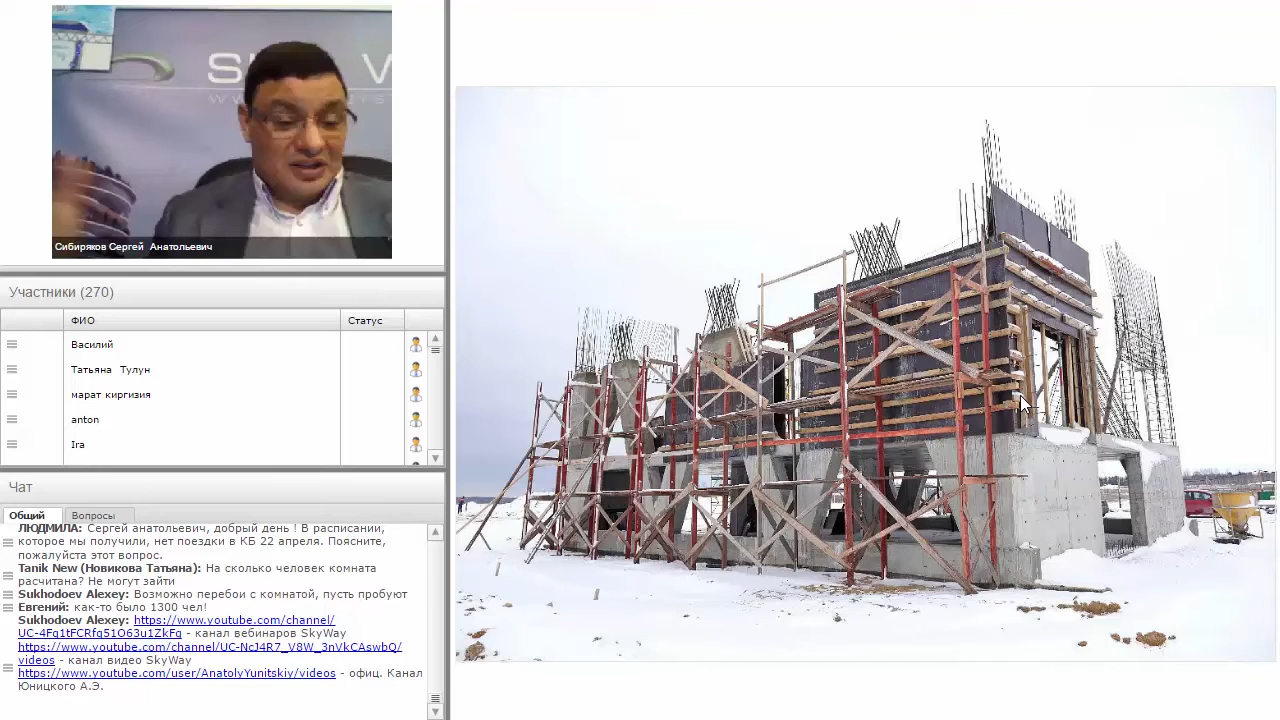 SKY W
Сибиряков Сергей Анатольевич
Участники (270)
ФИО
Статус
Василий
Татьяна Тулун
марат киргизия
anton
Ira
Чат
Общий
Вопросы
ЛЮДМИЛА: Сергей анатольевич, добрый день ! В расписании,
которое мы получили, нет поездки в КБ 22 апреля. Поясните,
пожалуйста этот вопрос.
Tanik New (Новикова Татьяна): На сколько человек комната
расчитана? Не могут зайти
Sukhodoev Alexey: Возможно перебои с комнатой, пусть пробуют
Евгений: как-то было 1300 чел!
Sukhodoev Alexey: https://www.youtube.com/channel/
UC-4Fq1tFCRfg51O63u1ZkFg - канал вебинаров SkyWay
https://www.youtube.com/channel/UC-NcJ4R7_V8W_3nVkCAswbQ/
videos - канал видео SkyWay
https://www.youtube.com/user/AnatolyYunitskiy/videos - офиц. Канал
Юницкого А.Э.